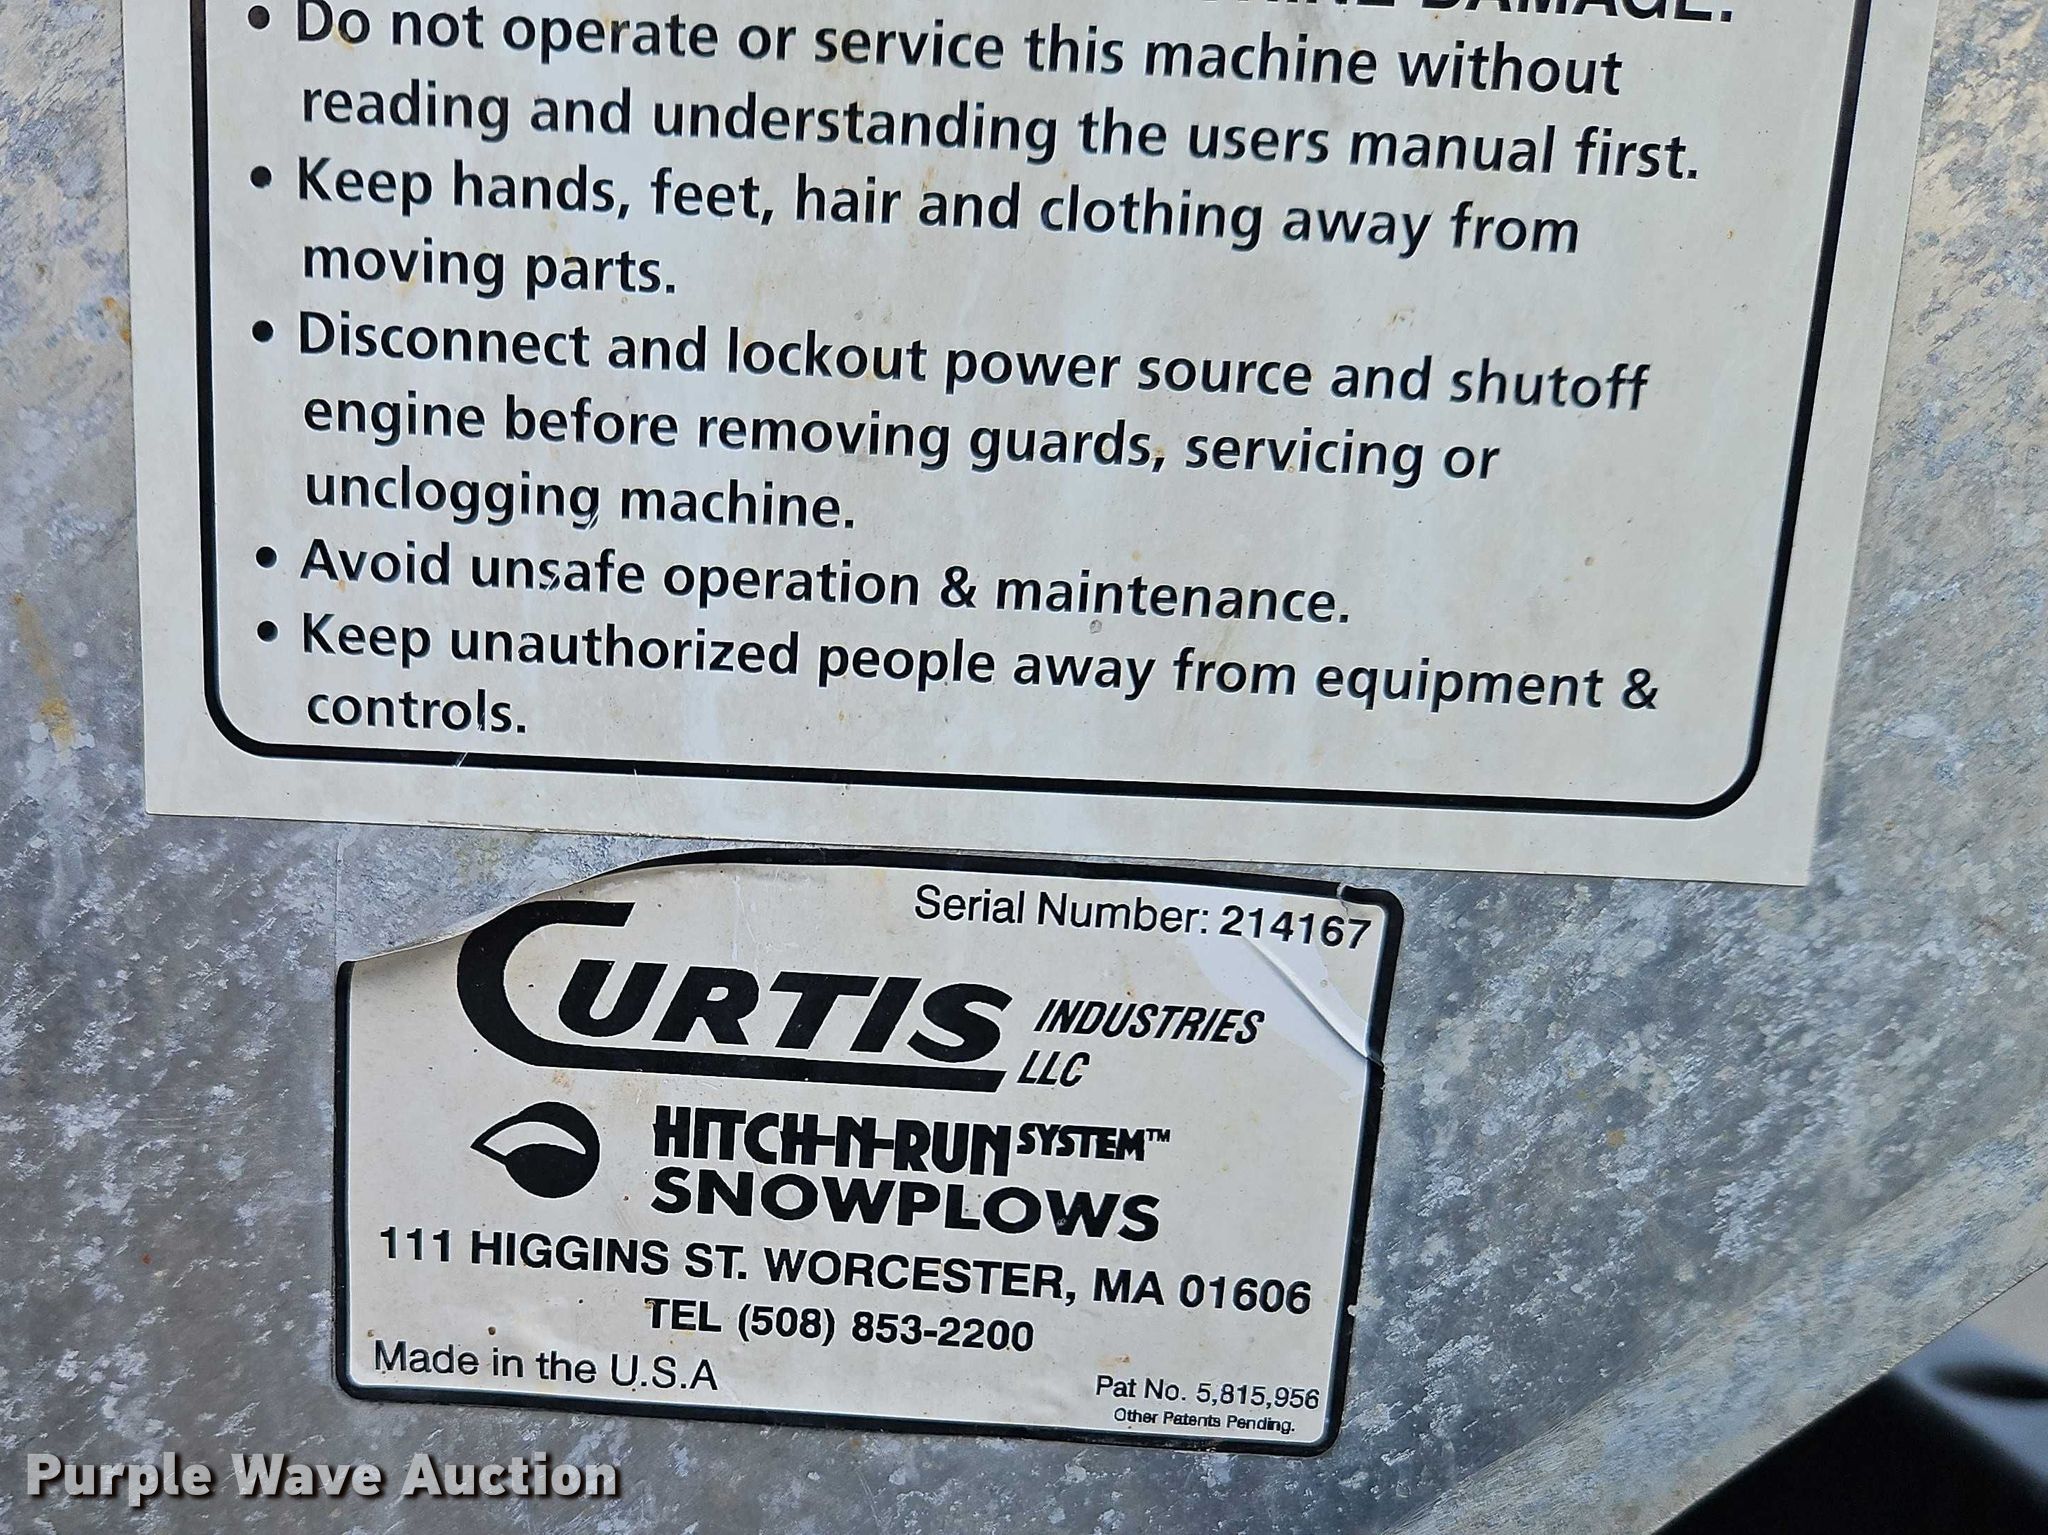 DAMAGE.
• Do not operate or service this machine without
reading and understanding the users manual first.
• Keep hands, feet, hair and clothing away from
moving parts.
• Disconnect and lockout power source and shutoff
engine before removing guards, servicing or
unclogging machine.
• Avoid unsafe operation & maintenance.
• Keep unauthorized people away from equipment &
controls.
Serial Number: 214167
CURTIS INDUSTRIES
LLC
HITCH-N-RUN SYSTEM™
SNOWPLOWS
111 HIGGINS ST. WORCESTER, MA 01606
TEL (508) 853-2200
Made in the U.S.A
Pat No. 5,815,956
Other Patents Pending.
Purple Wave Auction